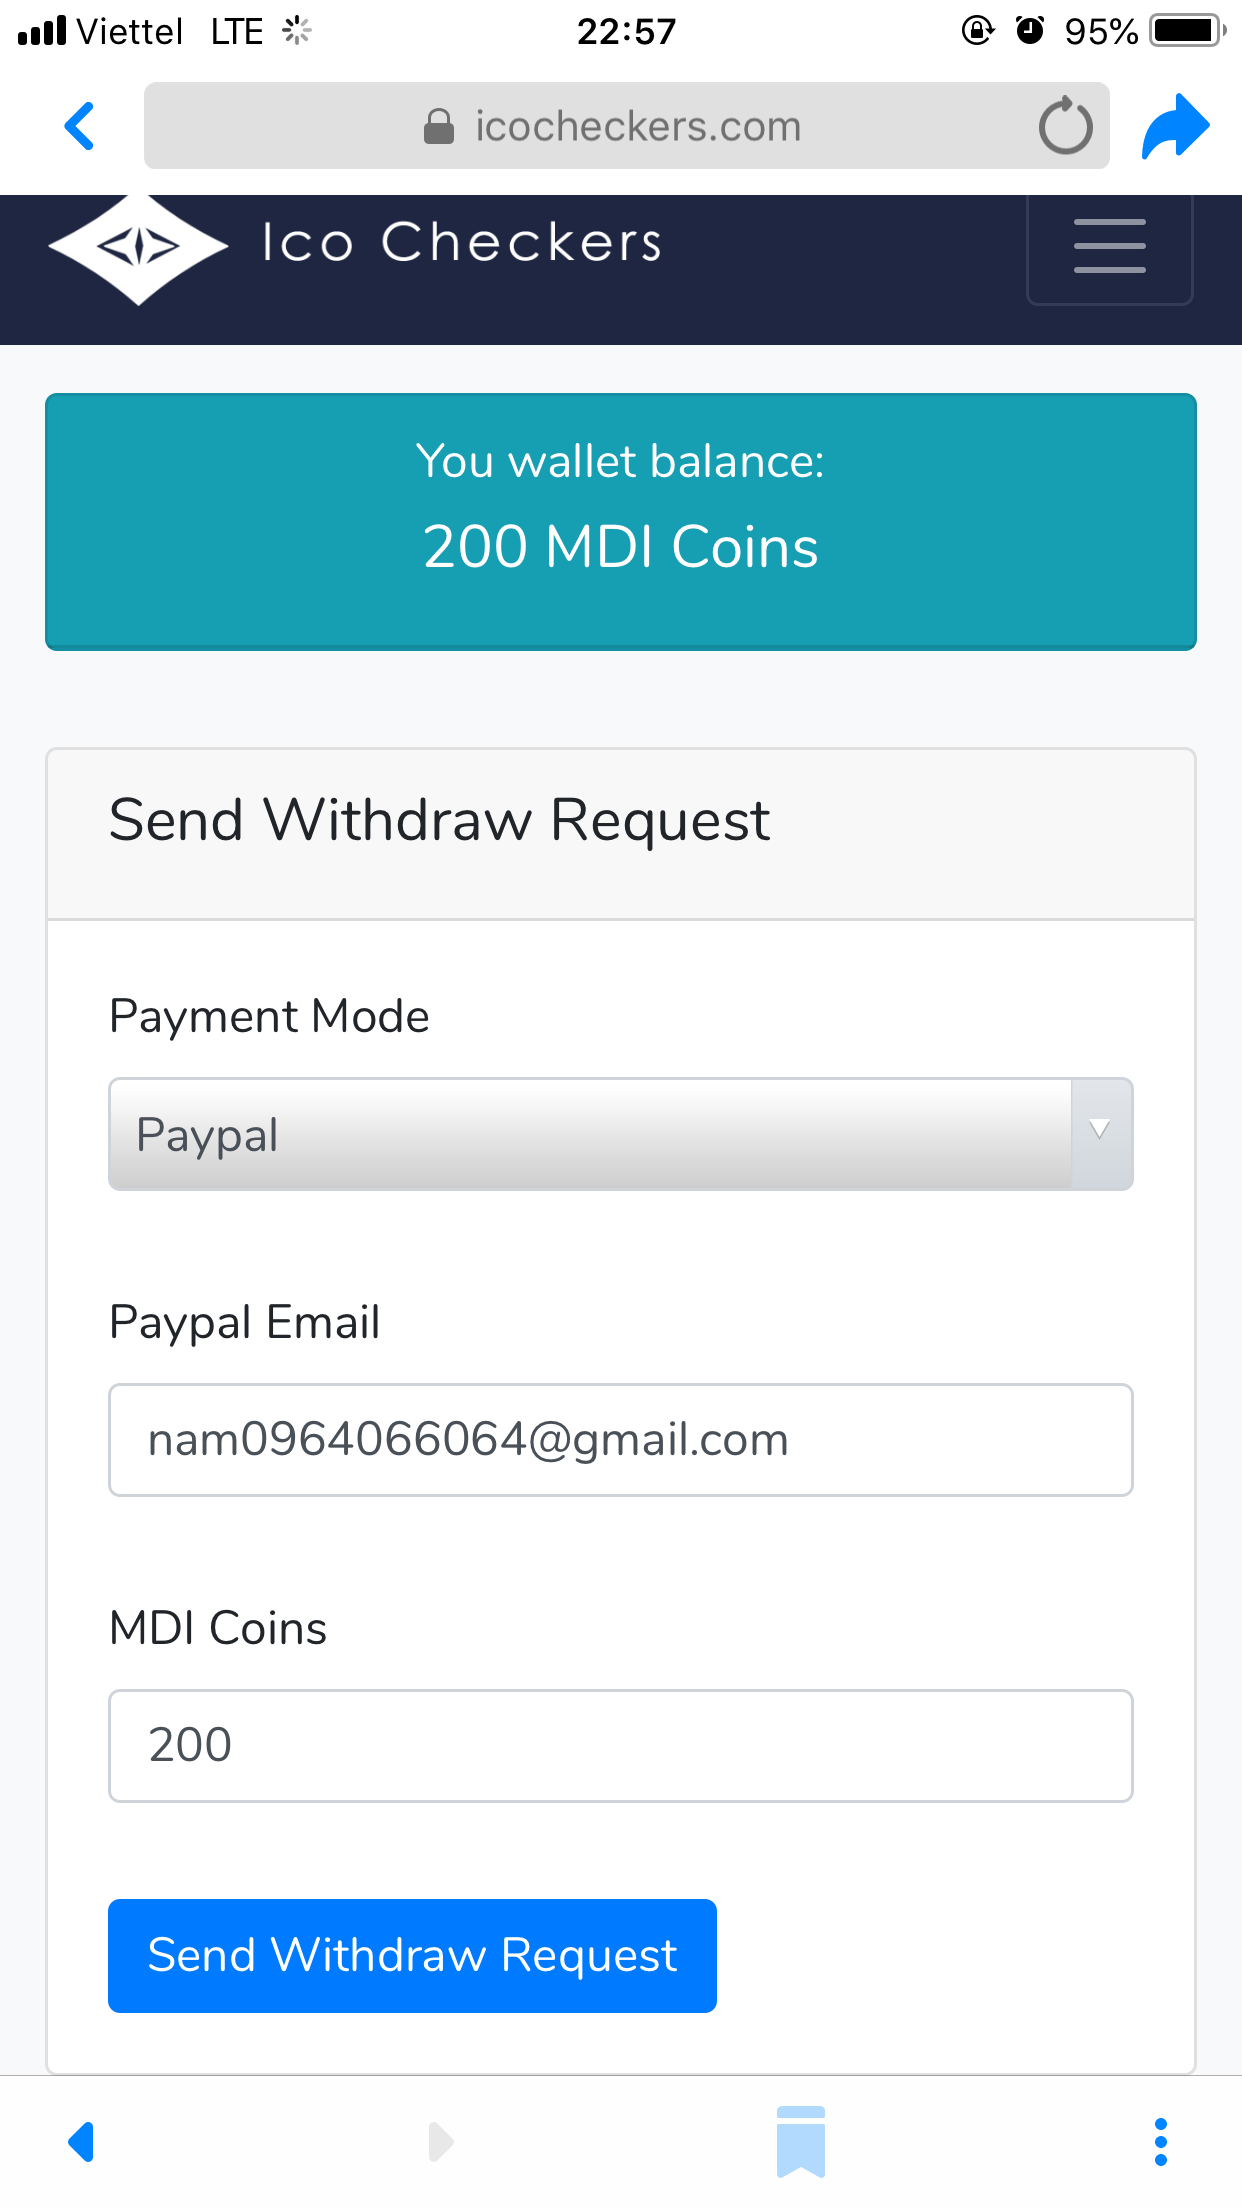 Viettel LTE 22:57 95%
icocheckers.com
Ico Checkers
You wallet balance:
200 MDI Coins
Send Withdraw Request
Payment Mode
Paypal
Paypal Email
nam0964066064@gmail.com
MDI Coins
200
Send Withdraw Request